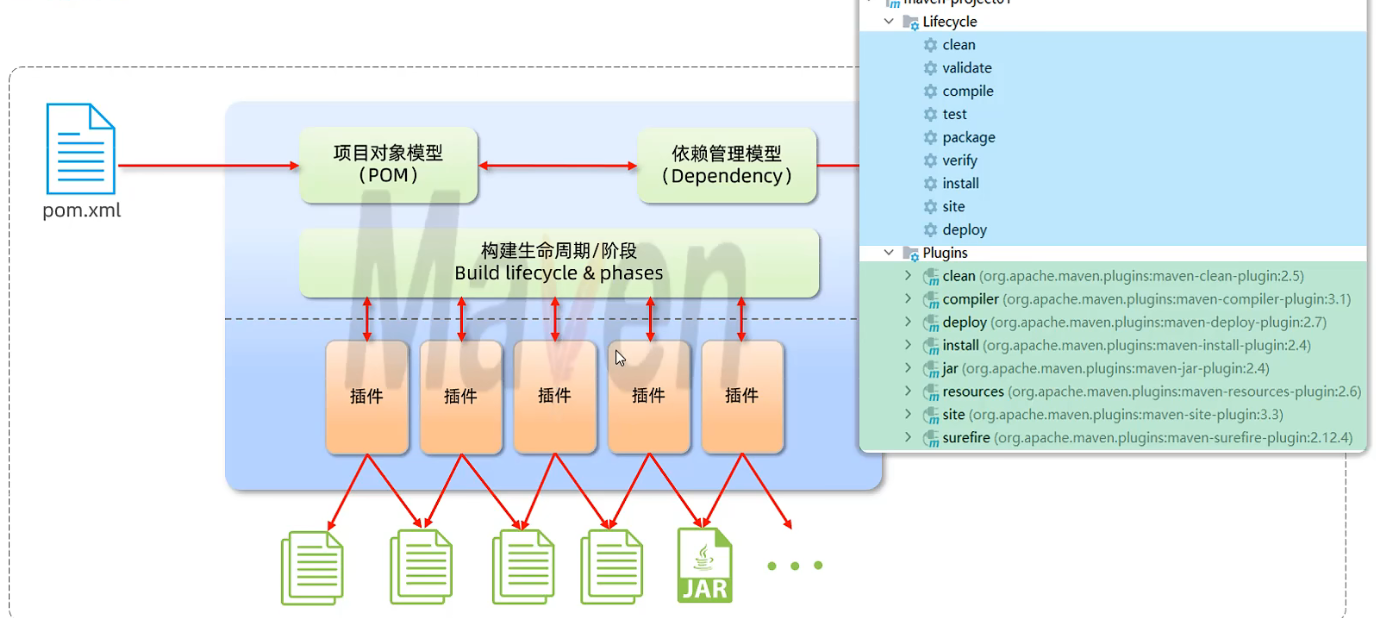 pom.xml
项目对象模型
（POM）
依赖管理模型
（Dependency）
构建生命周期/阶段
Build lifecycle & phases
Maven
插件
插件
插件
插件
插件
JAR
maven-project01
Lifecycle
clean
validate
compile
test
package
verify
install
site
deploy
Plugins
clean (org.apache.maven.plugins:maven-clean-plugin:2.5)
compiler (org.apache.maven.plugins:maven-compiler-plugin:3.1)
deploy (org.apache.maven.plugins:maven-deploy-plugin:2.7)
install (org.apache.maven.plugins:maven-install-plugin:2.4)
jar (org.apache.maven.plugins:maven-jar-plugin:2.4)
resources (org.apache.maven.plugins:maven-resources-plugin:2.6)
site (org.apache.maven.plugins:maven-site-plugin:3.3)
surefire (org.apache.maven.plugins:maven-surefire-plugin:2.12.4)